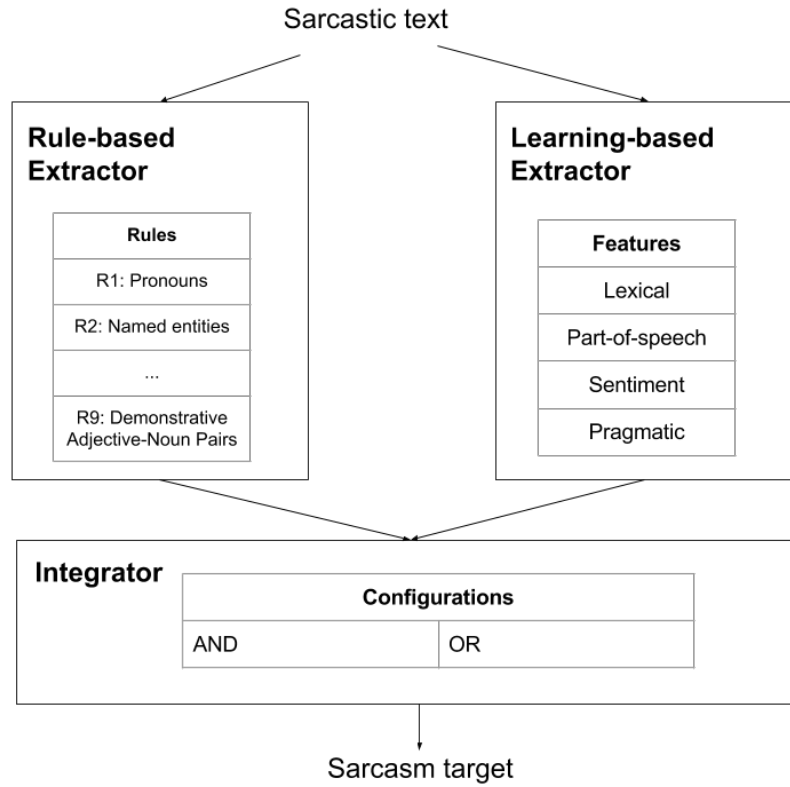 Sarcastic text
Rule-based
Extractor
Rules
R1: Pronouns
R2: Named entities
...
R9: Demonstrative
Adjective-Noun Pairs
Learning-based
Extractor
Features
Lexical
Part-of-speech
Sentiment
Pragmatic
Integrator
Configurations
AND
OR
Sarcasm target